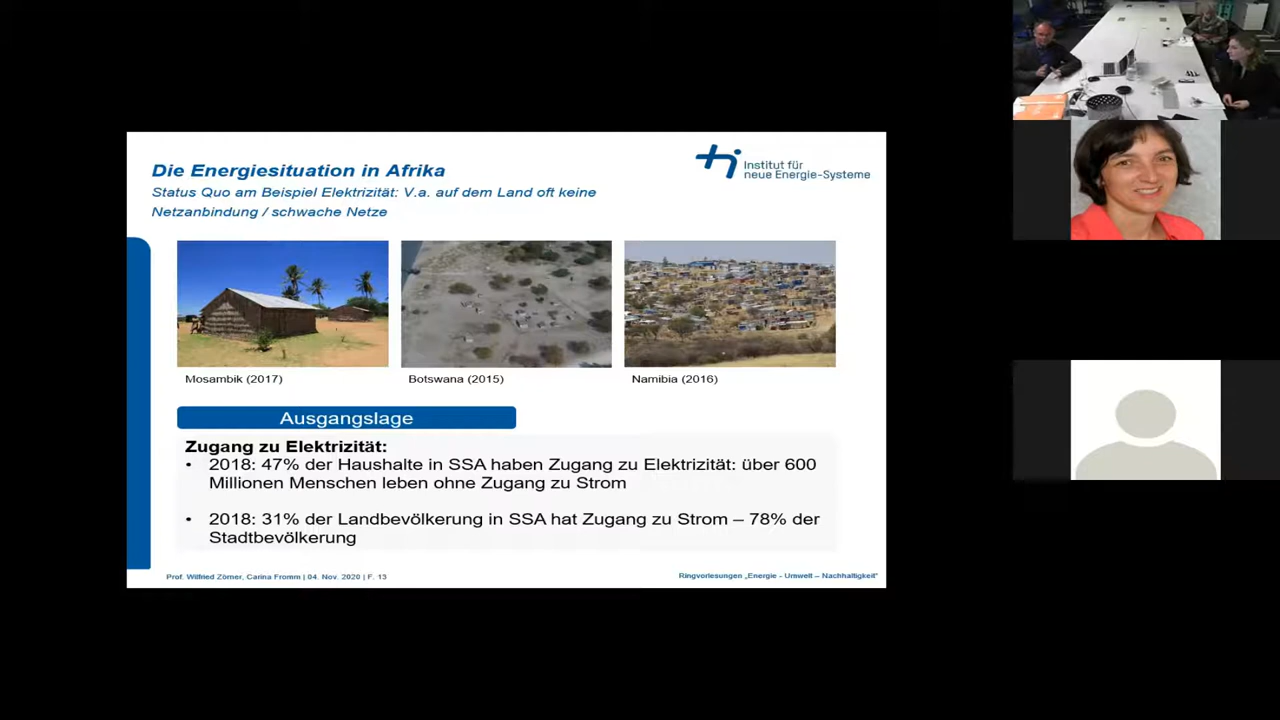 Die Energiesituation in Afrika
Status Quo am Beispiel Elektrizität: V.a. auf dem Land oft keine
Netzanbindung / schwache Netze
Institut für
neue Energie-Systeme
Mosambik (2017)
Botswana (2015)
Namibia (2016)
Ausgangslage
Zugang zu Elektrizität:
• 2018: 47% der Haushalte in SSA haben Zugang zu Elektrizität: über 600
Millionen Menschen leben ohne Zugang zu Strom
• 2018: 31% der Landbevölkerung in SSA hat Zugang zu Strom – 78% der
Stadtbevölkerung
Prof. Wilfried Zörner, Carina Fromm | 04. Nov. 2020 | F. 13
Ringvorlesungen „Energie - Umwelt – Nachhaltigkeit"